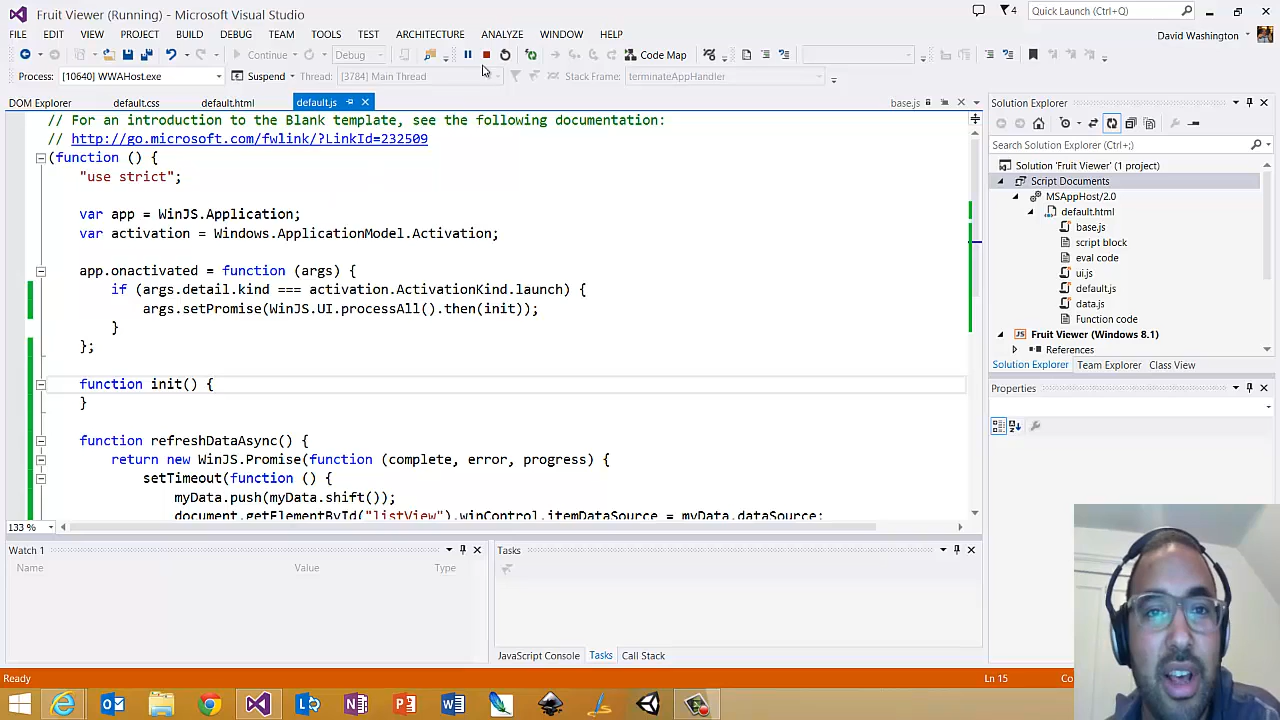 Fruit Viewer (Running) - Microsoft Visual Studio
4
Quick Launch (Ctrl+Q)
FILE EDIT VIEW PROJECT BUILD DEBUG TEAM TOOLS TEST ARCHITECTURE ANALYZE WINDOW HELP
David Washington
Continue Debug Code Map
Process: [10640] WWAHost.exe Suspend Thread: [3784] Main Thread Stack Frame: terminateAppHandler
DOM Explorer default.css default.html default.js base.js
// For an introduction to the Blank template, see the following documentation:
// http://go.microsoft.com/fwlink/?LinkId=232509
(function () {
"use strict";
var app = WinJS.Application;
var activation = Windows.ApplicationModel.Activation;
app.onactivated = function (args) {
if (args.detail.kind === activation.ActivationKind.launch) {
args.setPromise(WinJS.UI.processAll().then(init));
}
};
function init() {
}
function refreshDataAsync() {
return new WinJS.Promise(function (complete, error, progress) {
setTimeout(function () {
myData.push(myData.shift());
document.getElementById("listView").winControl.itemDataSource = myData.dataSource;
133 %
Solution Explorer
Search Solution Explorer (Ctrl+;)
Solution 'Fruit Viewer' (1 project)
Script Documents
MSAppHost/2.0
default.html
base.js
script block
eval code
ui.js
default.js
data.js
Function code
JS Fruit Viewer (Windows 8.1)
References
Solution Explorer Team Explorer Class View
Properties
Watch 1
Name Value Type
Tasks
JavaScript Console Tasks Call Stack
Ready Ln 15 Co